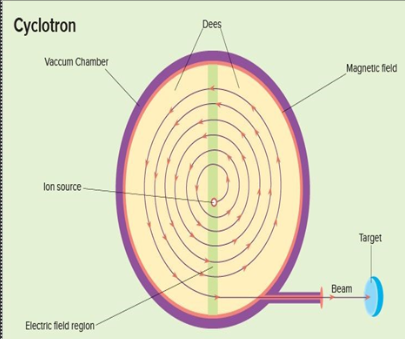 Cyclotron
Dees
Vaccum Chamber
Magnetic field
Ion source
Target
Beam
Electric field region